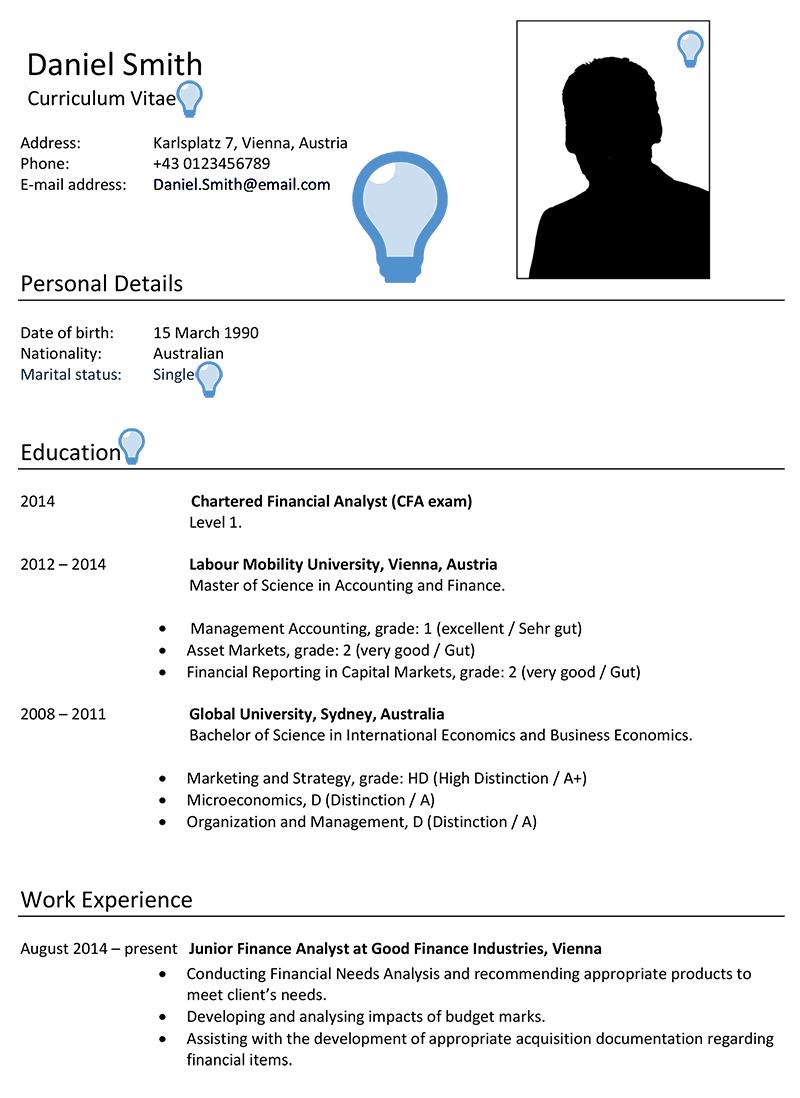 Daniel Smith
Curriculum Vitae
Address: Karlsplatz 7, Vienna, Austria
Phone: +43 0123456789
E-mail address: Daniel.Smith@email.com
Personal Details
Date of birth: 15 March 1990
Nationality: Australian
Marital status: Single
Education
2014 Chartered Financial Analyst (CFA exam)
Level 1.
2012 – 2014 Labour Mobility University, Vienna, Austria
Master of Science in Accounting and Finance.
• Management Accounting, grade: 1 (excellent / Sehr gut)
• Asset Markets, grade: 2 (very good / Gut)
• Financial Reporting in Capital Markets, grade: 2 (very good / Gut)
2008 – 2011 Global University, Sydney, Australia
Bachelor of Science in International Economics and Business Economics.
• Marketing and Strategy, grade: HD (High Distinction / A+)
• Microeconomics, D (Distinction / A)
• Organization and Management, D (Distinction / A)
Work Experience
August 2014 – present Junior Finance Analyst at Good Finance Industries, Vienna
• Conducting Financial Needs Analysis and recommending appropriate products to
meet client’s needs.
• Developing and analysing impacts of budget marks.
• Assisting with the development of appropriate acquisition documentation regarding
financial items.